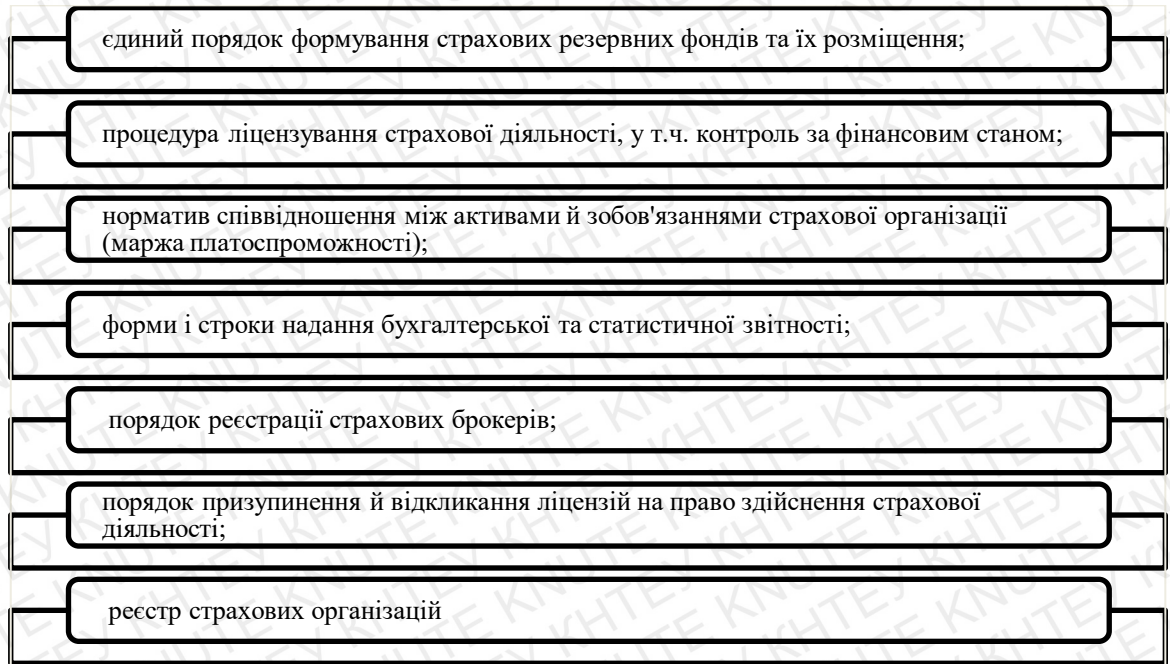 єдиний порядок формування страхових резервних фондів та їх розміщення;
процедура ліцензування страхової діяльності, у т.ч. контроль за фінансовим станом;
норматив співвідношення між активами й зобов'язаннями страхової організації
(маржа платоспроможності);
форми і строки надання бухгалтерської та статистичної звітності;
порядок реєстрації страхових брокерів;
порядок призупинення й відкликання ліцензій на право здійснення страхової
діяльності;
реєстр страхових організацій